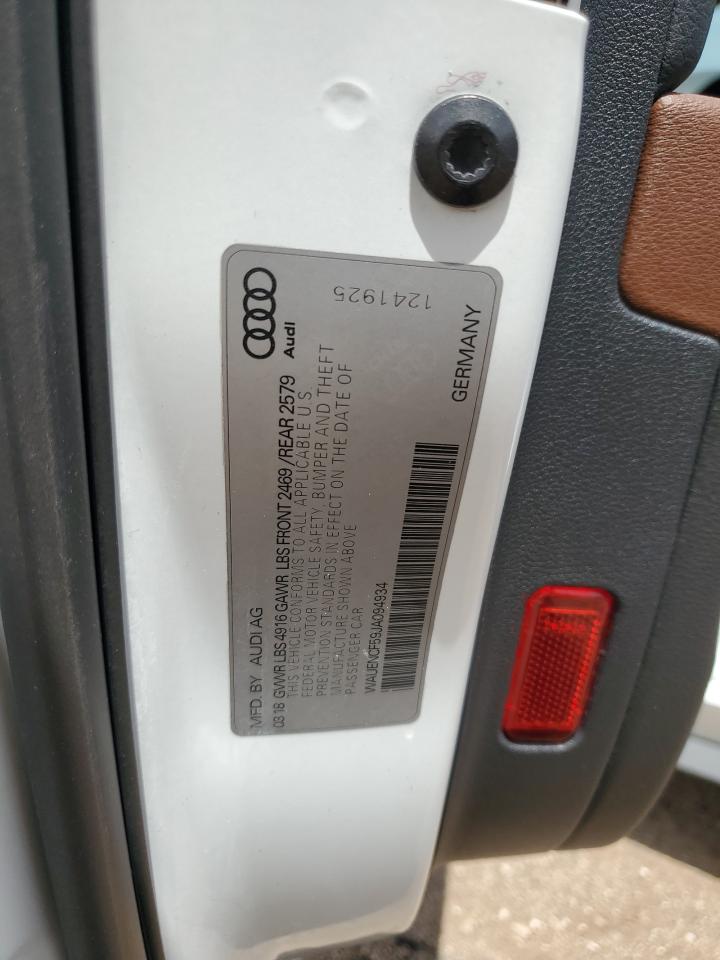 MFD. BY AUDI AG
Audi
03 18 GVWR LBS 4916 GAWR LBS FRONT 2469 / REAR 2579
THIS VEHICLE CONFORMS TO ALL APPLICABLE U.S.
FEDERAL MOTOR VEHICLE SAFETY, BUMPER AND THEFT
PREVENTION STANDARDS IN EFFECT ON THE DATE OF
MANUFACTURE SHOWN ABOVE
PASSENGER CAR
WAUENCF59JA094934
1241925
GERMANY